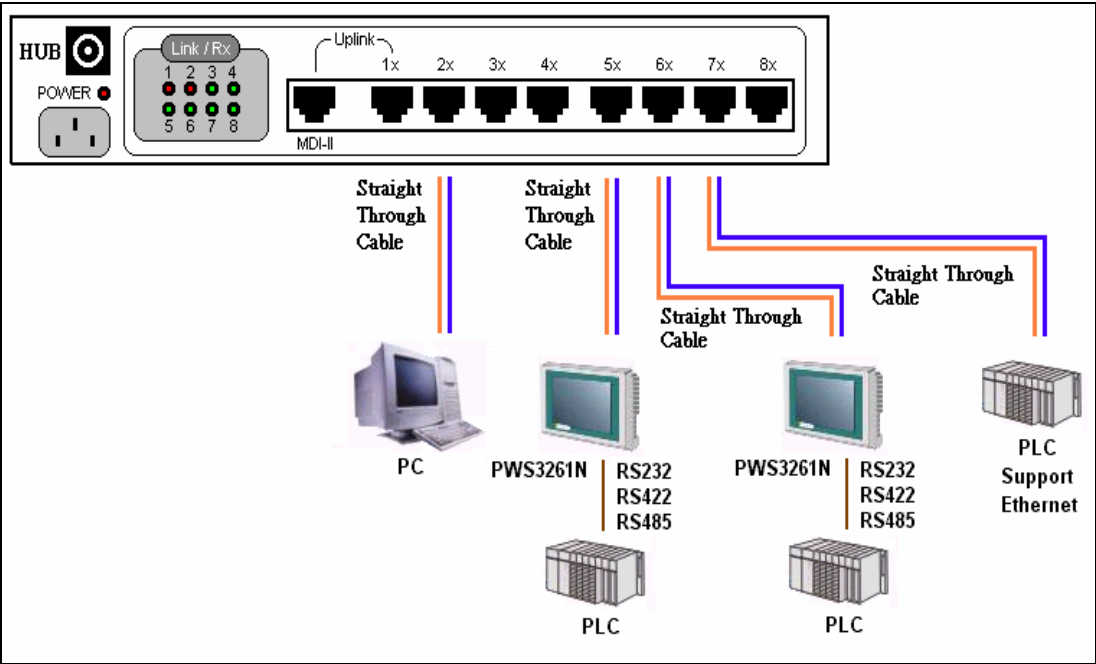 HUB
Link / Rx
1 2 3 4
POWER
5 6 7 8
Uplink
1x 2x 3x 4x 5x 6x 7x 8x
MDI-II
Straight
Through
Cable
Straight
Through
Cable
Straight Through
Cable
Straight Through
Cable
PC
PWS3261N
RS232
RS422
RS485
PLC
PWS3261N
RS232
RS422
RS485
PLC
PLC
Support
Ethernet